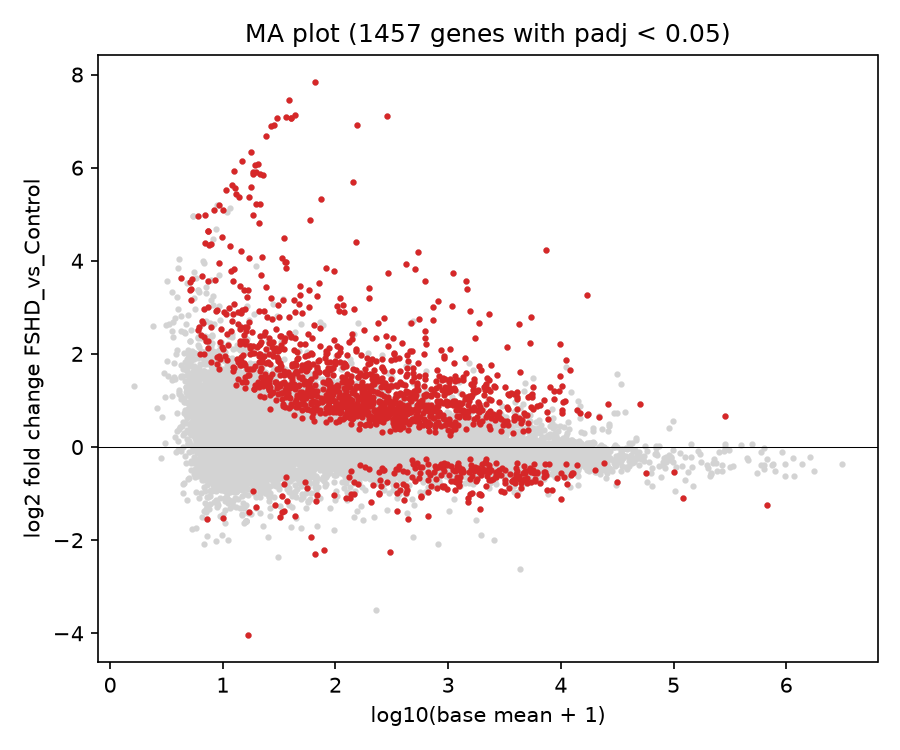 MA plot (1457 genes with padj < 0.05)
log2 fold change FSHD_vs_Control
8
6
4
2
0
−2
−4
0 1 2 3 4 5 6
log10(base mean + 1)